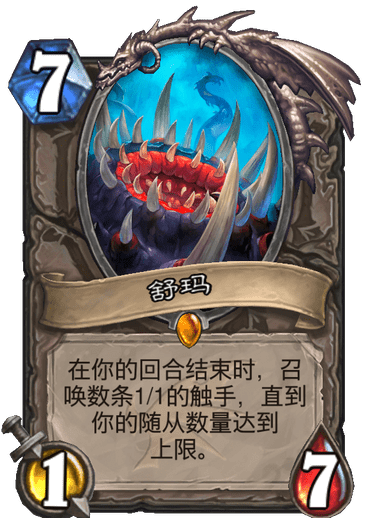 7
舒玛
在你的回合结束时，召
唤数条1/1的触手，直到
你的随从数量达到
上限。
1
7